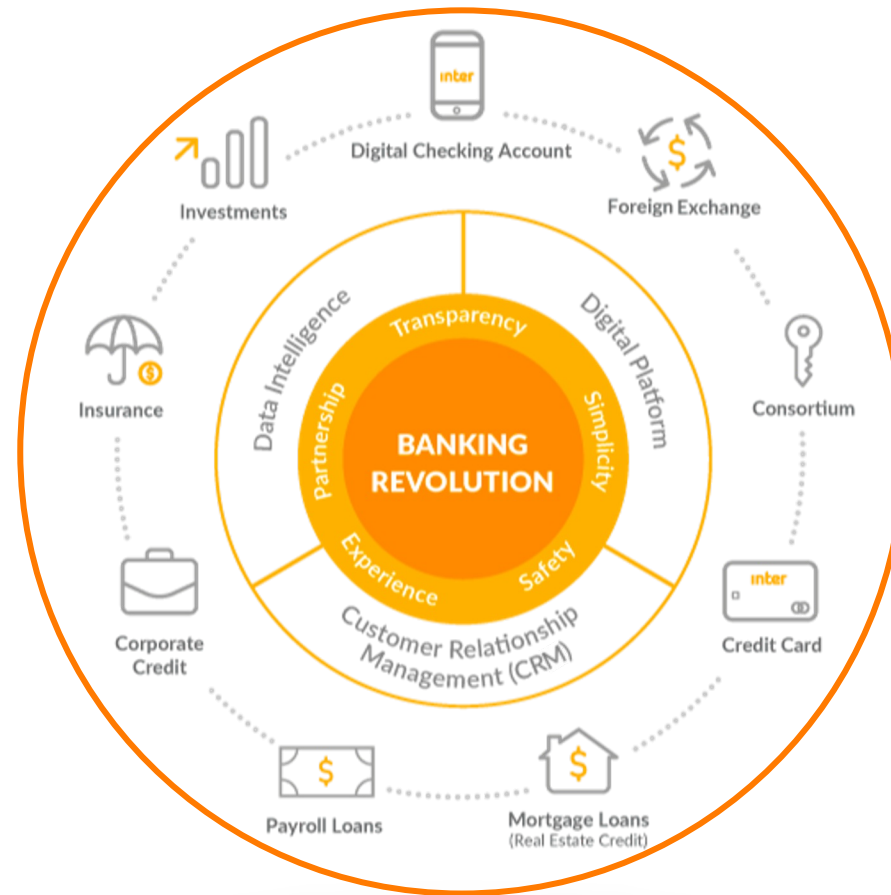 inter
Digital Checking Account
$
Foreign Exchange
Consortium
inter
Credit Card
$
Mortgage Loans
(Real Estate Credit)
$
Payroll Loans
Corporate
Credit
$
Insurance
Investments
Data Intelligence
Digital Platform
Customer Relationship
Management (CRM)
Transparency
Simplicity
Safety
Experience
Partnership
BANKING
REVOLUTION